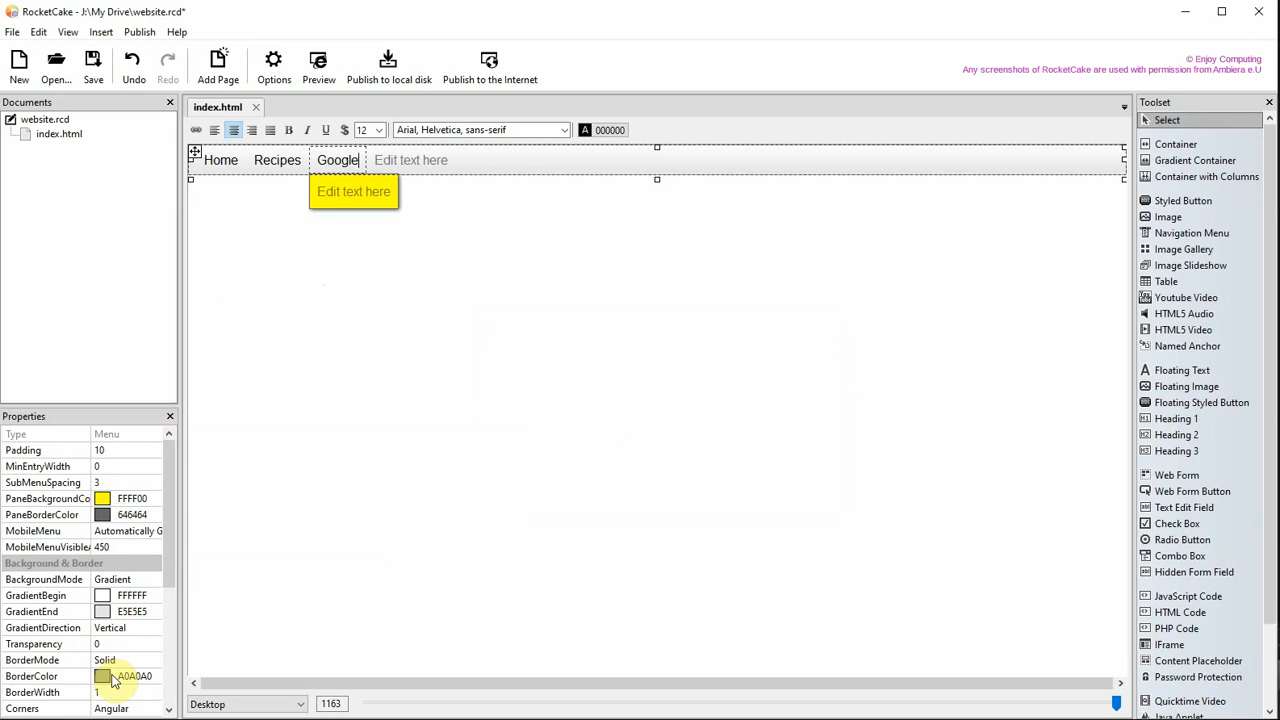 RocketCake - J:\My Drive\website.rcd*
File Edit View Insert Publish Help
New Open... Save Undo Redo Add Page Options Preview Publish to local disk Publish to the Internet
© Enjoy Computing
Any screenshots of RocketCake are used with permission from Ambiera e.U
Documents
website.rcd
index.html
index.html
B I U $ 12 Arial, Helvetica, sans-serif A 000000
Home Recipes Google Edit text here
Edit text here
Properties
Type Menu
Padding 10
MinEntryWidth 0
SubMenuSpacing 3
PaneBackgroundCo FFFF00
PaneBorderColor 646464
MobileMenu Automatically G
MobileMenuVisibleA 450
Background & Border
BackgroundMode Gradient
GradientBegin FFFFFF
GradientEnd E5E5E5
GradientDirection Vertical
Transparency 0
BorderMode Solid
BorderColor A0A0A0
BorderWidth 1
Corners Angular
Desktop 1163
Toolset
Select
Container
Gradient Container
Container with Columns
Styled Button
Image
Navigation Menu
Image Gallery
Image Slideshow
Table
Youtube Video
HTML5 Audio
HTML5 Video
Named Anchor
A Floating Text
Floating Image
Floating Styled Button
H1 Heading 1
H2 Heading 2
H3 Heading 3
Web Form
Web Form Button
Text Edit Field
Check Box
Radio Button
Combo Box
Hidden Form Field
JavaScript Code
HTML Code
PHP Code
IFrame
Content Placeholder
Password Protection
Quicktime Video
Java Applet